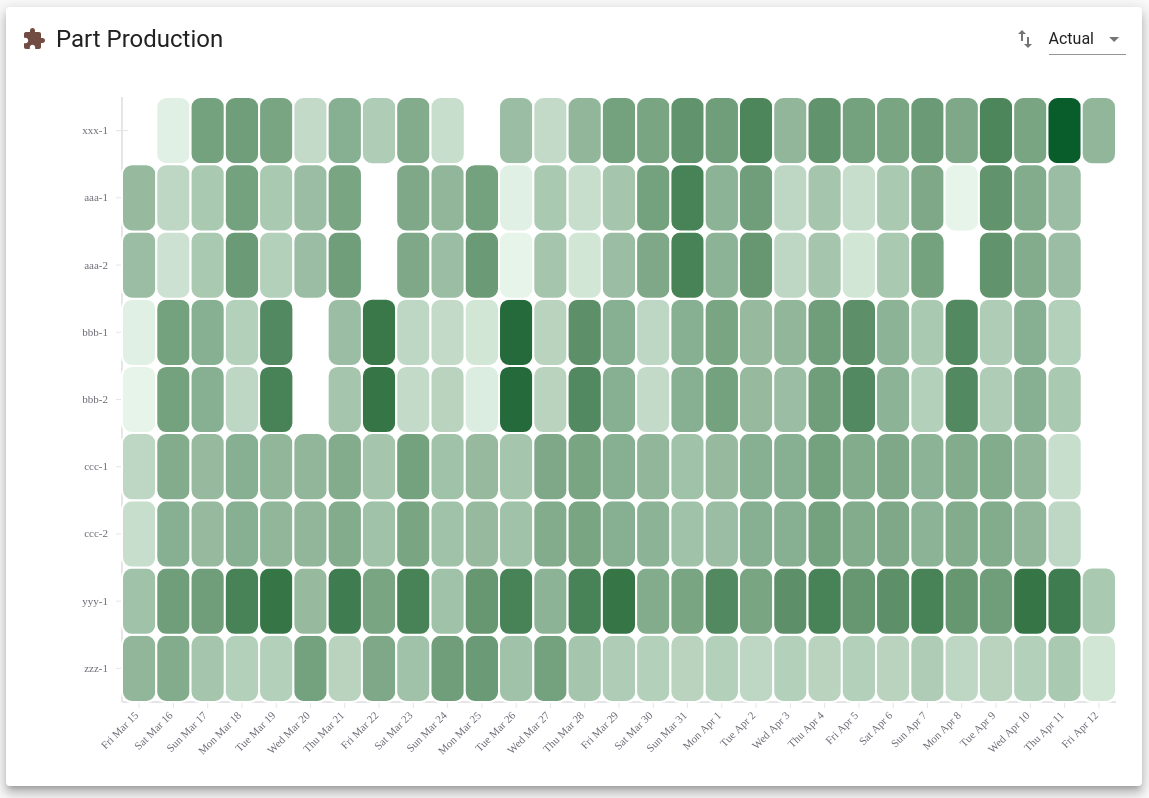 Part Production
Actual
xxx-1
aaa-1
aaa-2
bbb-1
bbb-2
ccc-1
ccc-2
yyy-1
zzz-1
Fri Mar 15
Sat Mar 16
Sun Mar 17
Mon Mar 18
Tue Mar 19
Wed Mar 20
Thu Mar 21
Fri Mar 22
Sat Mar 23
Sun Mar 24
Mon Mar 25
Tue Mar 26
Wed Mar 27
Thu Mar 28
Fri Mar 29
Sat Mar 30
Sun Mar 31
Mon Apr 1
Tue Apr 2
Wed Apr 3
Thu Apr 4
Fri Apr 5
Sat Apr 6
Sun Apr 7
Mon Apr 8
Tue Apr 9
Wed Apr 10
Thu Apr 11
Fri Apr 12